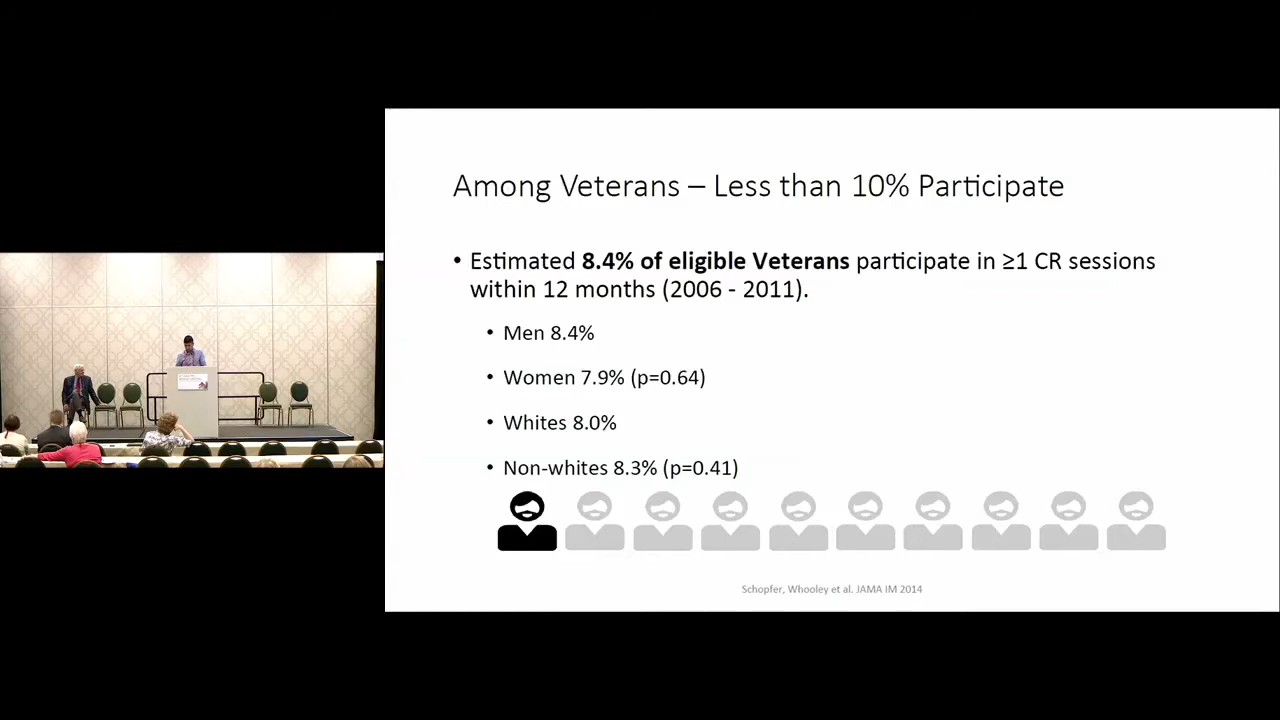 Among Veterans – Less than 10% Participate
• Estimated 8.4% of eligible Veterans participate in ≥1 CR sessions
within 12 months (2006 - 2011).
• Men 8.4%
• Women 7.9% (p=0.64)
• Whites 8.0%
• Non-whites 8.3% (p=0.41)
Schopfer, Whooley et al. JAMA IM 2014